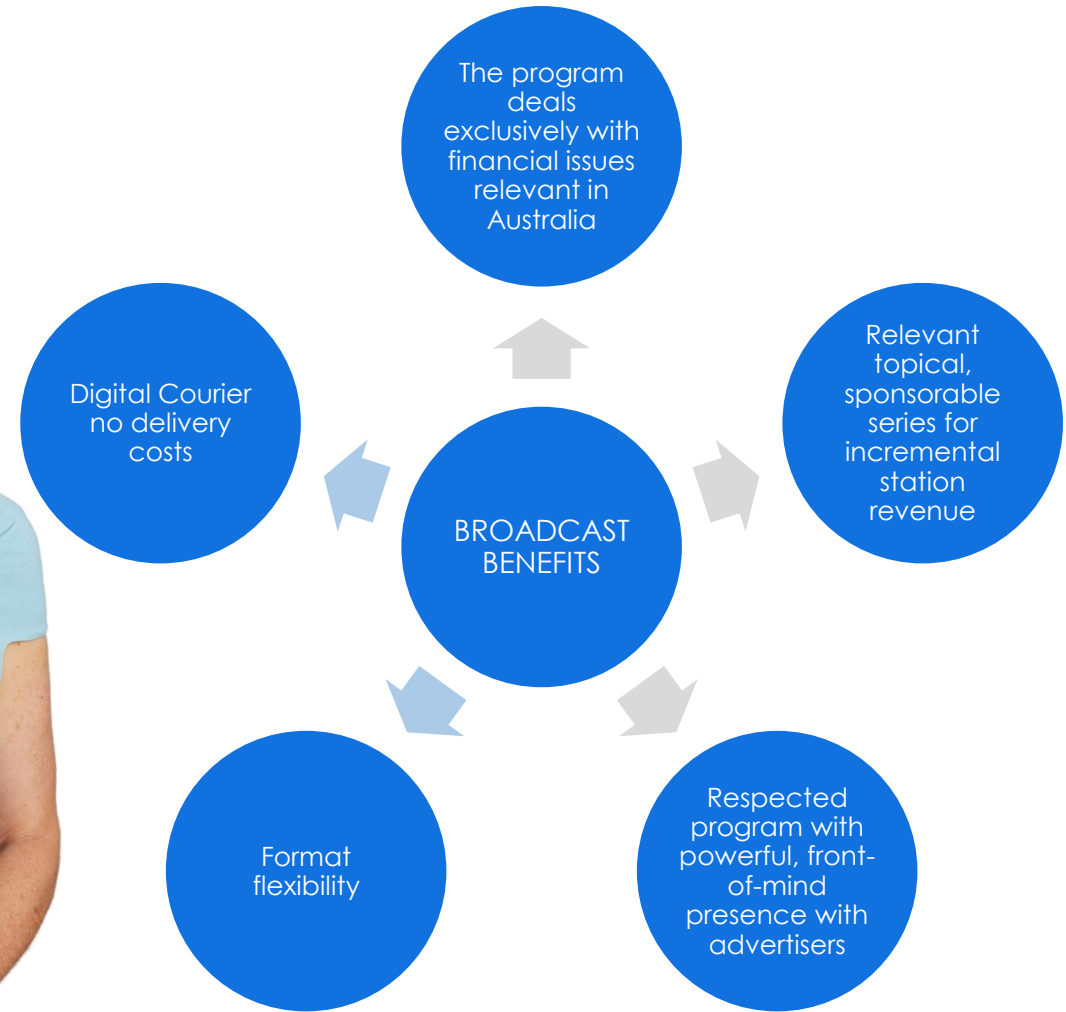 The program
deals
exclusively with
financial issues
relevant in
Australia
Relevant
topical,
sponsorable
series for
incremental
station
revenue
Digital Courier
no delivery
costs
BROADCAST
BENEFITS
Respected
program with
powerful, front-
of-mind
presence with
advertisers
Format
flexibility